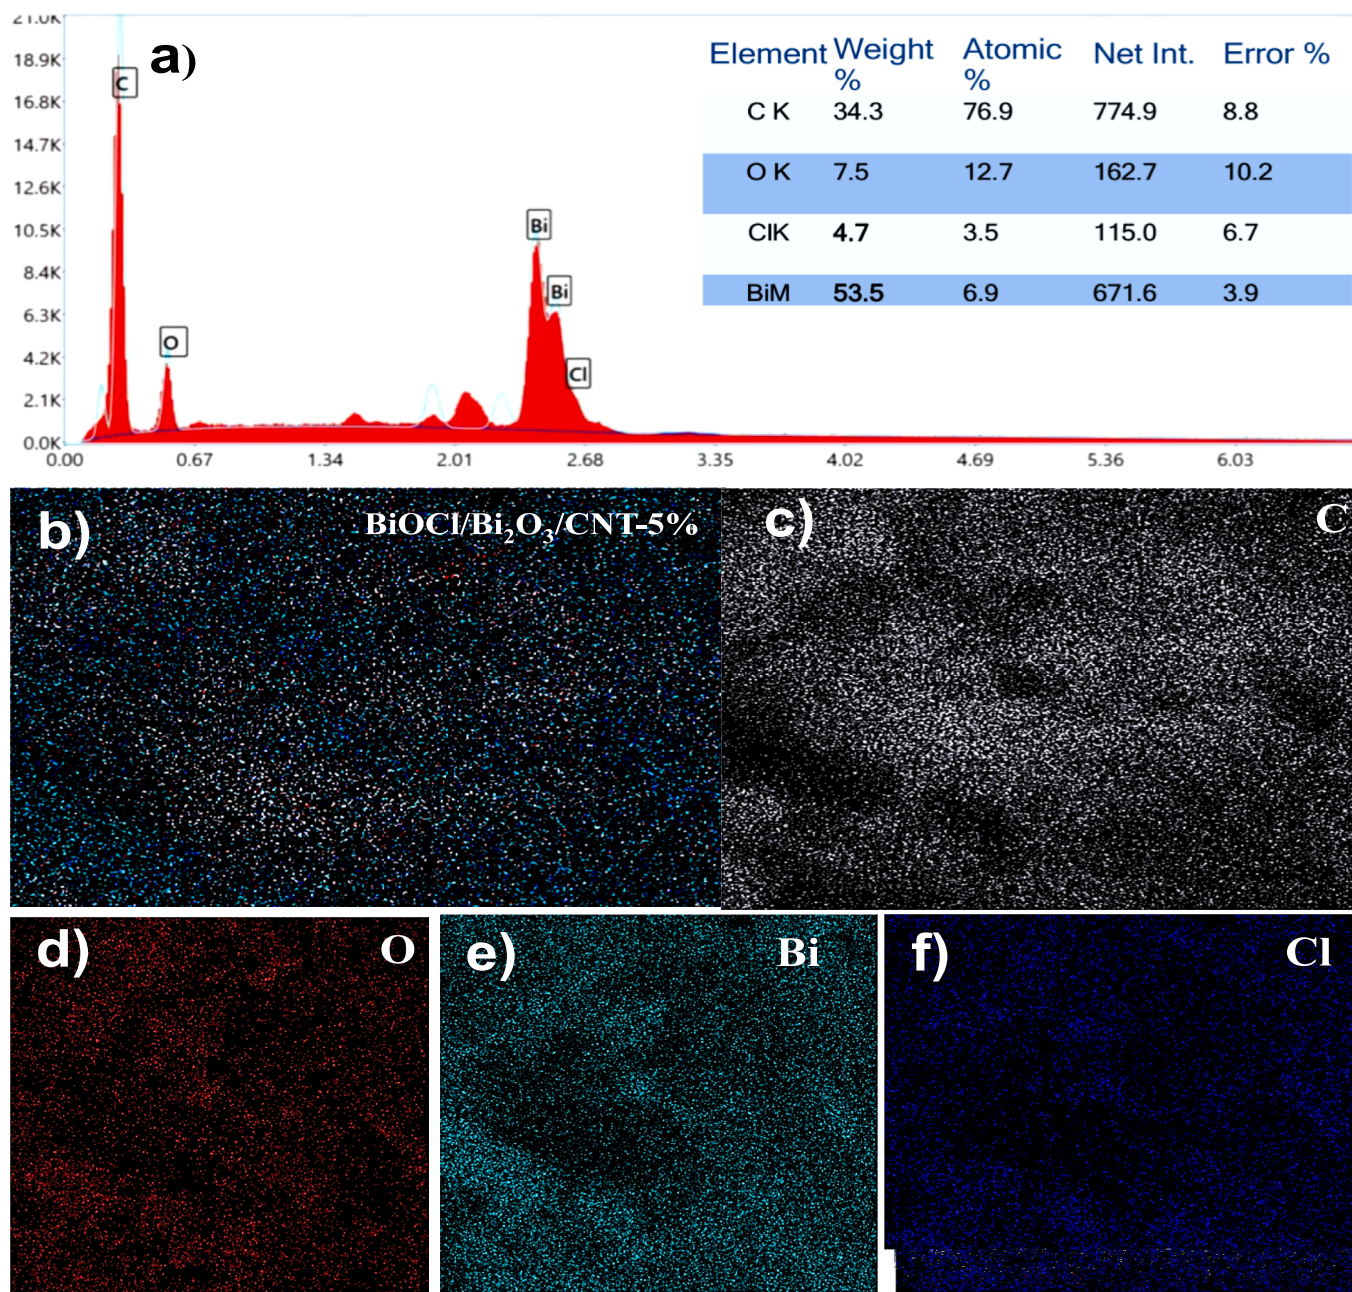 21.0K
a)
18.9K
16.8K
14.7K
12.6K
10.5K
8.4K
6.3K
4.2K
2.1K
0.0K
C
O
Bi
Bi
Cl
0.00 0.67 1.34 2.01 2.68 3.35 4.02 4.69 5.36 6.03
Element Weight % Atomic % Net Int. Error %
C K 34.3 76.9 774.9 8.8
O K 7.5 12.7 162.7 10.2
ClK 4.7 3.5 115.0 6.7
BiM 53.5 6.9 671.6 3.9
b)
BiOCl/Bi₂O₃/CNT-5%
c)
C
d)
O
e)
Bi
f)
Cl